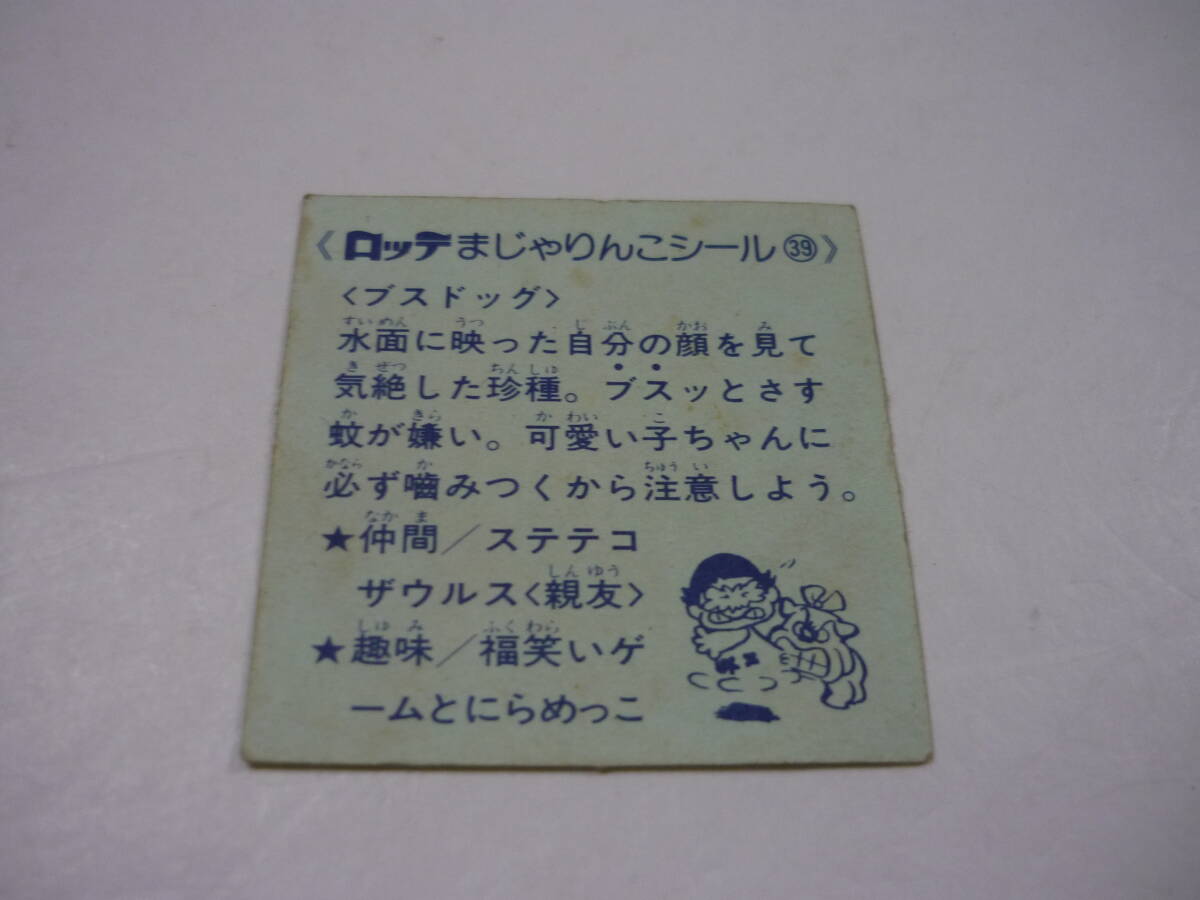 《ロッテまじゃりんこシール㊴》
〈ブスドッグ〉
水面に映った自分の顔を見て
気絶した珍種。ブスッとさす
蚊が嫌い。可愛い子ちゃんに
必ず嚙みつくから注意しよう。
★仲間／ステテコ
ザウルス〈親友〉
★趣味／福笑いゲ
ームとにらめっこ